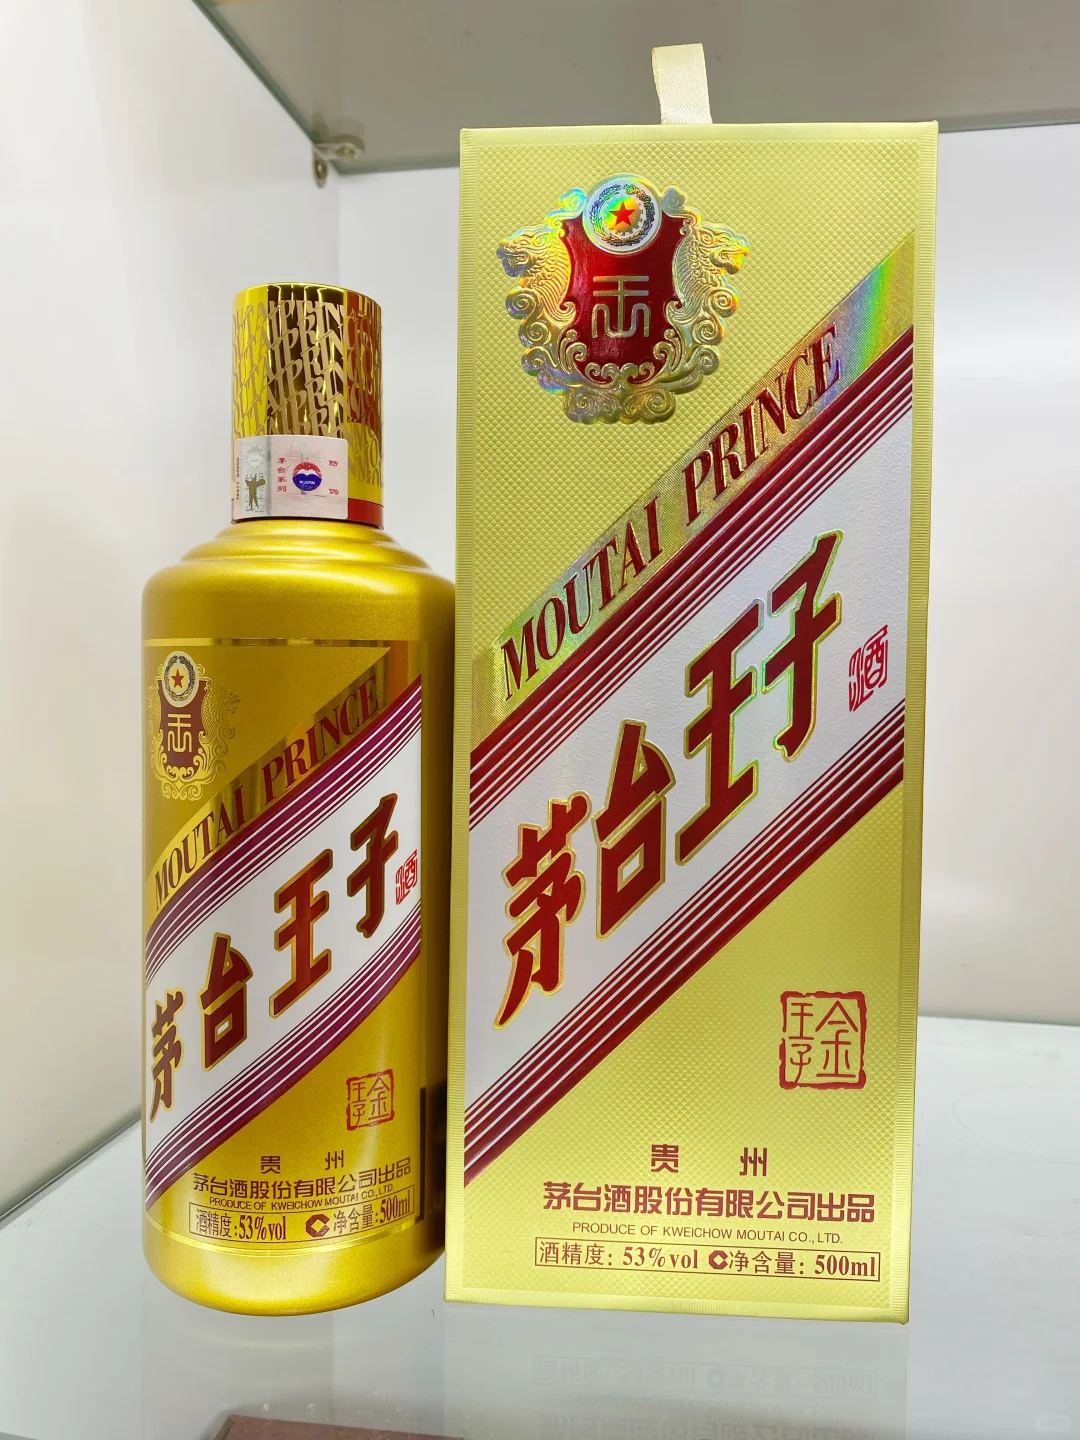 MOUTAI PRINCE
茅台王子
酒
金王子
贵州
茅台酒股份有限公司出品
PRODUCE OF KWEICHOW MOUTAI CO., LTD.
酒精度:53%vol 净含量:500ml
王
MOUTAI PRINCE
茅台王子
酒
金王子
贵州
茅台酒股份有限公司出品
PRODUCE OF KWEICHOW MOUTAI CO., LTD.
酒精度: 53%vol 净含量: 500ml